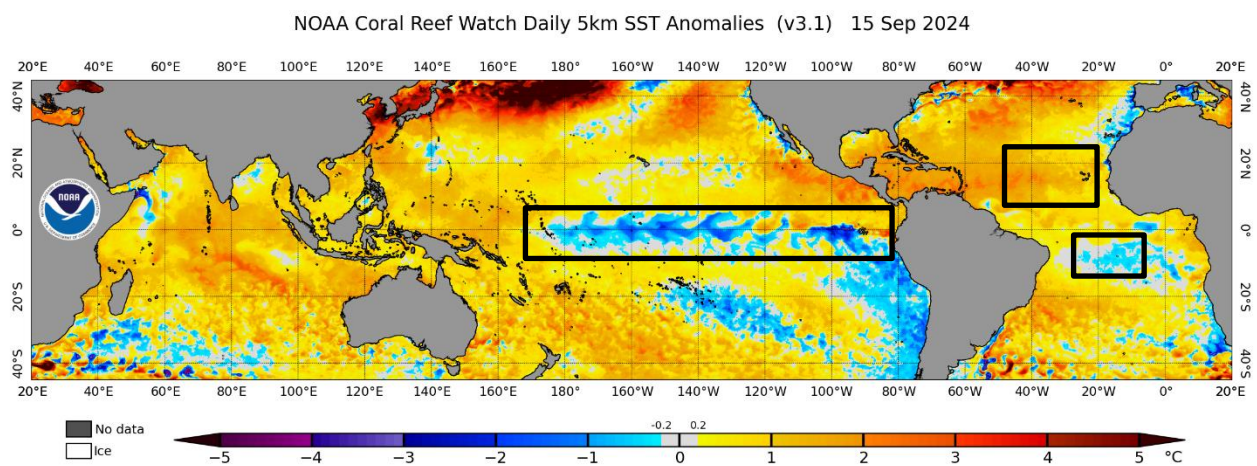 NOAA Coral Reef Watch Daily 5km SST Anomalies (v3.1) 15 Sep 2024
20°E 40°E 60°E 80°E 100°E 120°E 140°E 160°E 180° 160°W 140°W 120°W 100°W 80°W 60°W 40°W 20°W 0° 20°E
40°N 40°N
20°N 20°N
NOAA
0° 0°
20°S 20°S
40°S 40°S
20°E 40°E 60°E 80°E 100°E 120°E 140°E 160°E 180° 160°W 140°W 120°W 100°W 80°W 60°W 40°W 20°W 0° 20°E
No data
Ice
-0.2 0.2
−5 −4 −3 −2 −1 0 1 2 3 4 5 °C